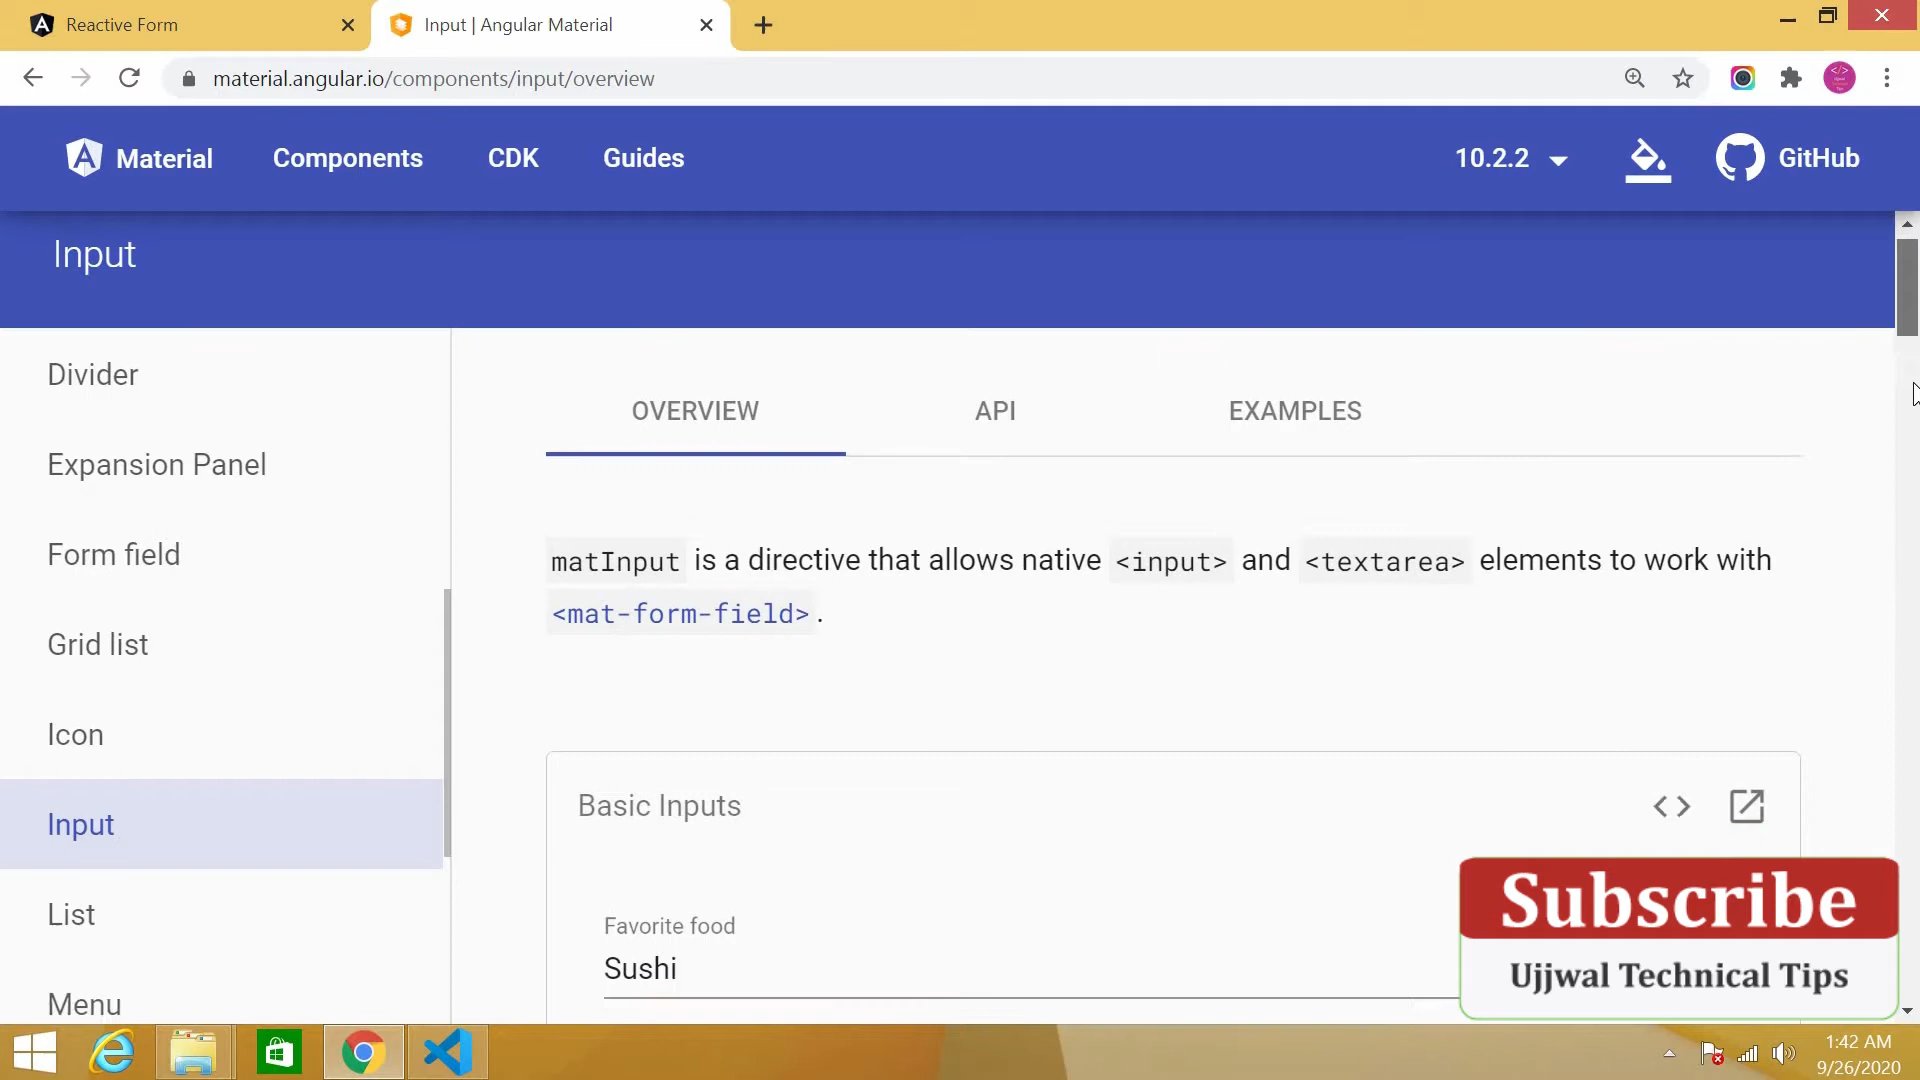 Reactive Form
Input | Angular Material
material.angular.io/components/input/overview
Material
Components
CDK
Guides
10.2.2
GitHub
Input
Divider
Expansion Panel
Form field
Grid list
Icon
Input
List
Menu
OVERVIEW
API
EXAMPLES
matInput is a directive that allows native <input> and <textarea> elements to work with
<mat-form-field>.
Basic Inputs
Favorite food
Sushi
Subscribe
Ujjwal Technical Tips
1:42 AM
9/26/2020